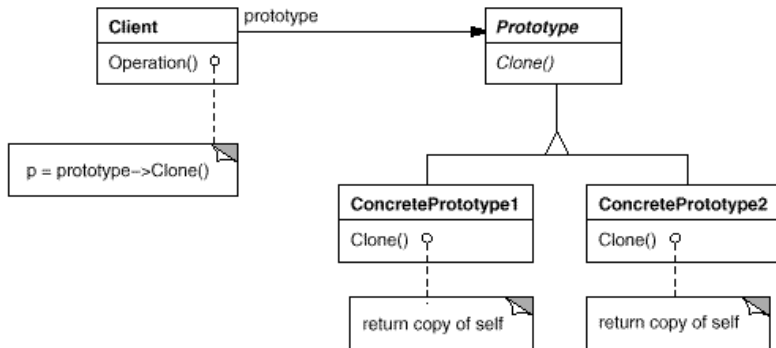 Client
prototype
Prototype
Operation()
Clone()
p = prototype−>Clone()
ConcretePrototype1
ConcretePrototype2
Clone()
Clone()
return copy of self
return copy of self